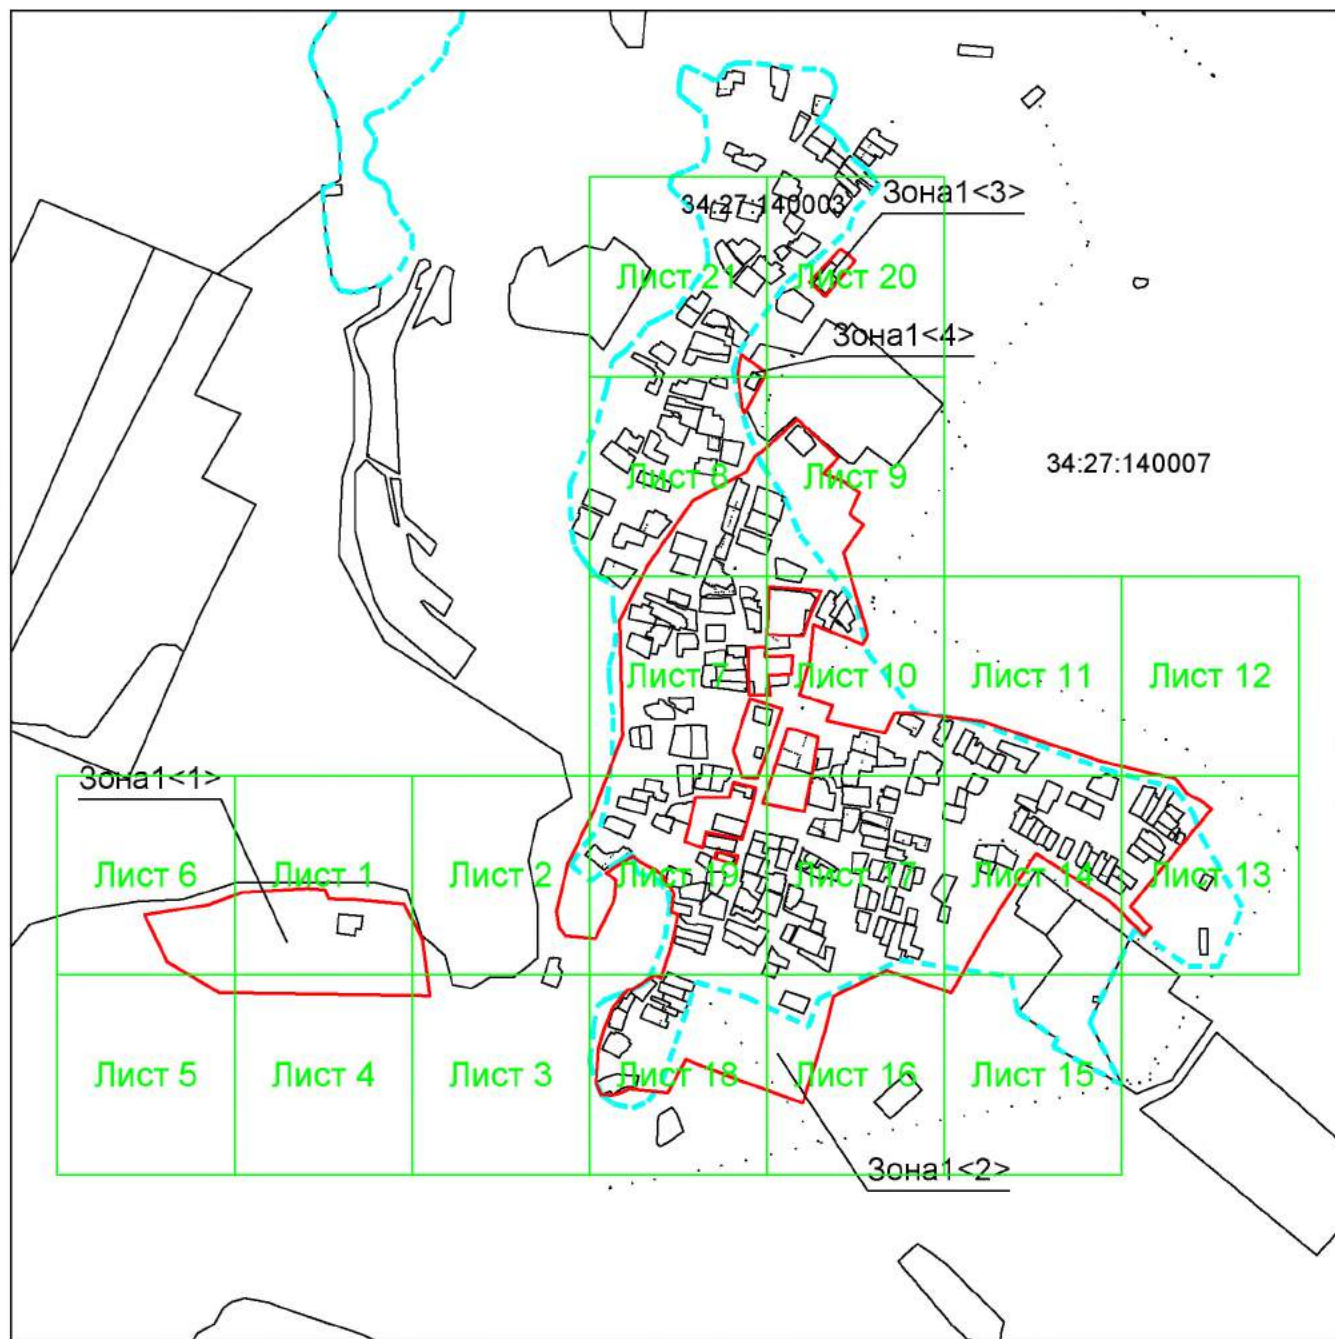 Зона1<3>
34:27:140003
Лист 21
Лист 20
Зона1<4>
34:27:140007
Лист 8
Лист 9
Лист 7
Лист 10
Лист 11
Лист 12
Зона1<1>
Лист 6
Лист 1
Лист 2
Лист 19
Лист 17
Лист 14
Лист 13
Лист 5
Лист 4
Лист 3
Лист 18
Лист 16
Лист 15
Зона1<2>